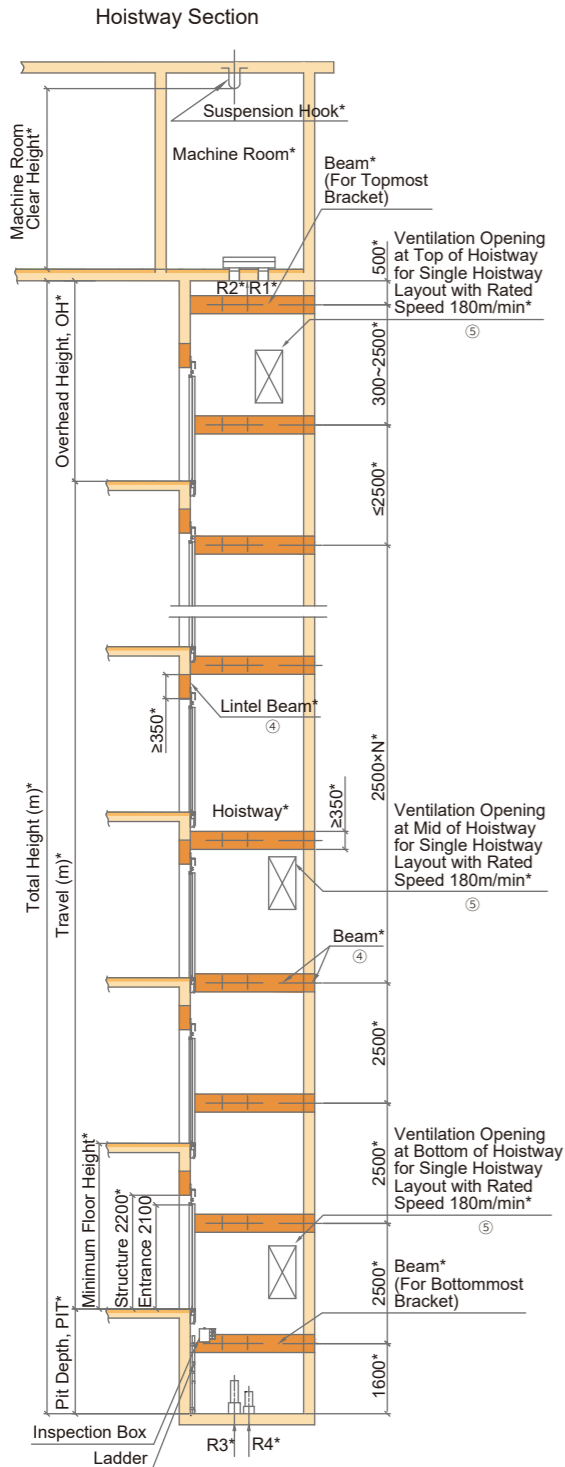 Hoistway Section
Suspension Hook*
Machine Room
Clear Height*
Machine Room*
Beam*
(For Topmost
Bracket)
R2*
R1*
500*
Ventilation Opening
at Top of Hoistway
for Single Hoistway
Layout with Rated
Speed 180m/min*
⑤
Overhead Height, OH*
300~2500*
≤2500*
Lintel Beam*
④
≥350*
2500×N*
Hoistway*
≥350*
Ventilation Opening
at Mid of Hoistway
for Single Hoistway
Layout with Rated
Speed 180m/min*
⑤
Total Height (m)*
Travel (m)*
Beam*
④
2500*
2500*
Ventilation Opening
at Bottom of Hoistway
for Single Hoistway
Layout with Rated
Speed 180m/min*
⑤
Minimum Floor Height*
Structure 2200*
Entrance 2100
2500*
Beam*
(For Bottommost
Bracket)
Pit Depth, PIT*
1600*
Inspection Box
Ladder
R3*
R4*